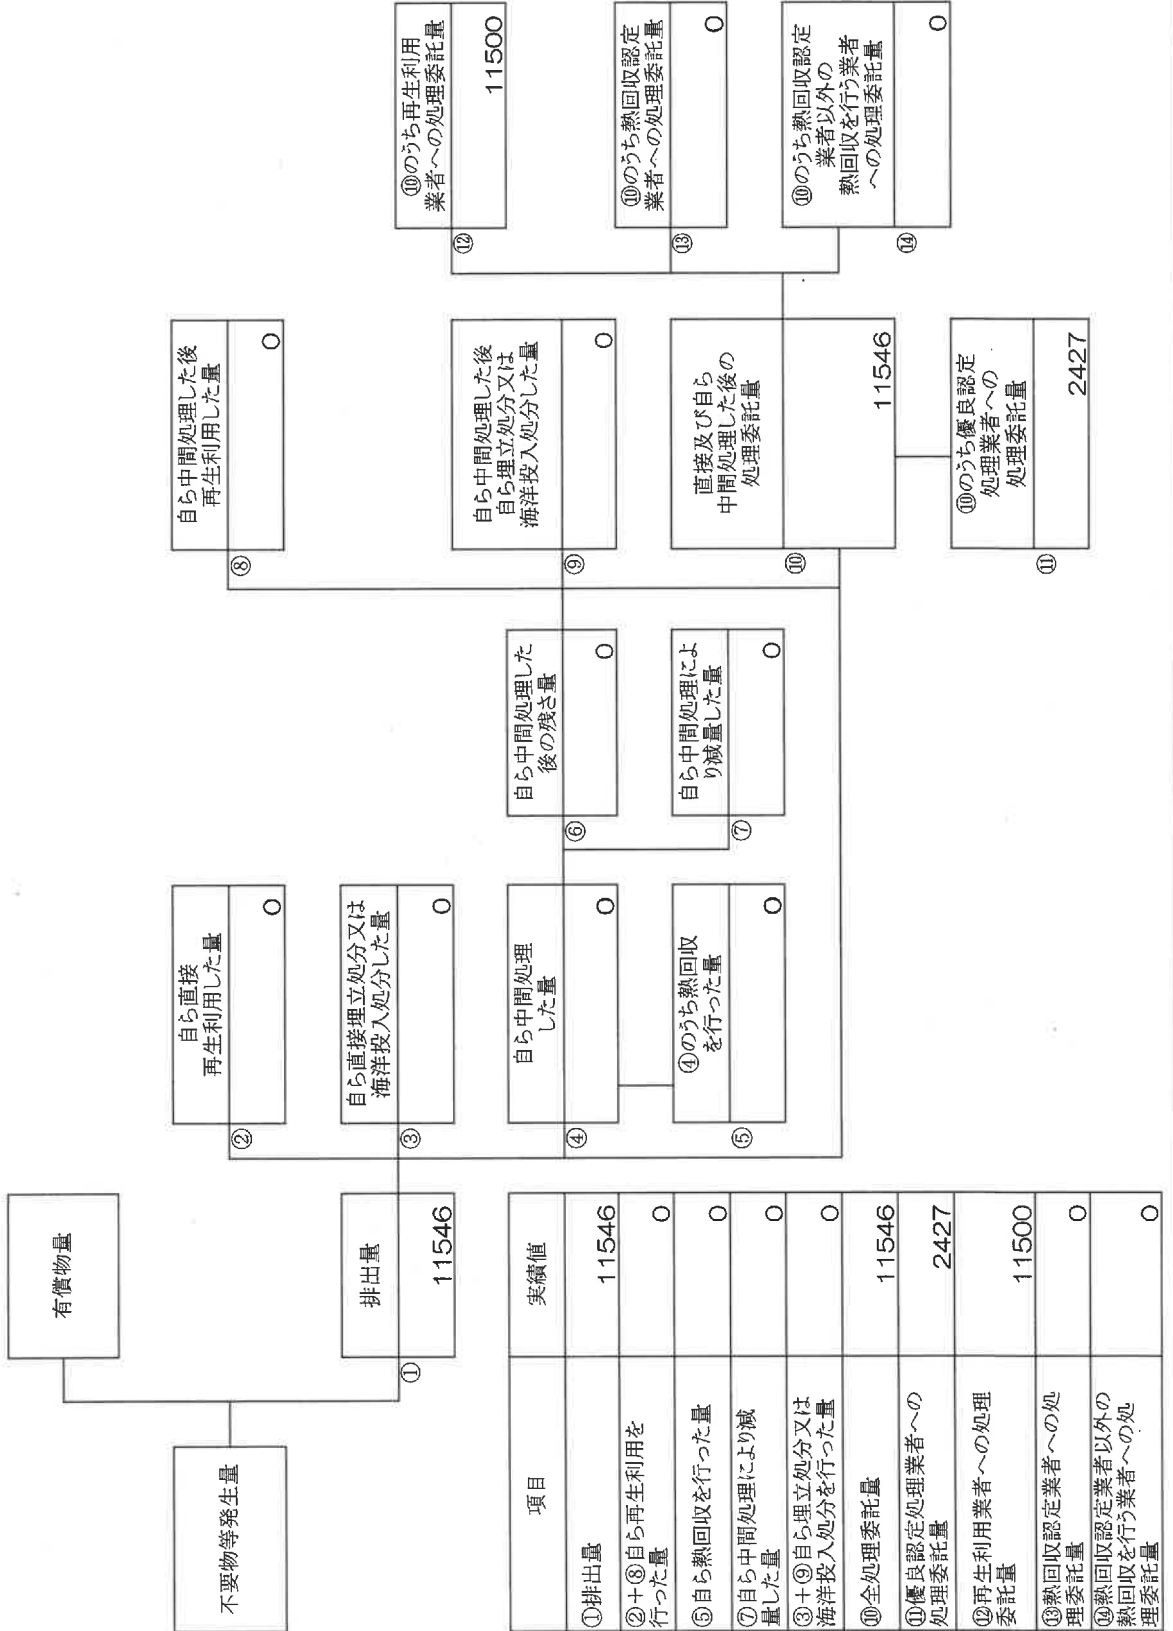 不要物等発生量
有償物量
排出量
①
11546
自ら直接
再生利用した量
②
0
自ら直接埋立処分又は
海洋投入処分した量
③
0
自ら中間処理
した量
④
0
④のうち熱回収
を行った量
⑤
0
自ら中間処理した
後の残さ量
⑥
0
自ら中間処理によ
り減量した量
⑦
0
自ら中間処理した後
再生利用した量
⑧
0
自ら中間処理した後
自ら埋立処分又は
海洋投入処分した量
⑨
0
直接及び自ら
中間処理した後の
処理委託量
⑩
11546
⑩のうち優良認定
処理業者への
処理委託量
⑪
2427
⑩のうち再生利用
業者への処理委託量
⑫
11500
⑩のうち熱回収認定
業者への処理委託量
⑬
0
⑩のうち熱回収認定
業者以外の
熱回収を行う業者
への処理委託量
⑭
0
項目 実績値
①排出量 11546
②+⑧自ら再生利用を
行った量 0
⑤自ら熱回収を行った量 0
⑦自ら中間処理により減
量した量 0
③+⑨自ら埋立処分又は
海洋投入処分を行った量 0
⑩全処理委託量 11546
⑪優良認定処理業者への
処理委託量 2427
⑫再生利用業者への処理
委託量 11500
⑬熱回収認定業者への処
理委託量 0
⑭熱回収認定業者以外の
熱回収を行う業者への処
理委託量 0